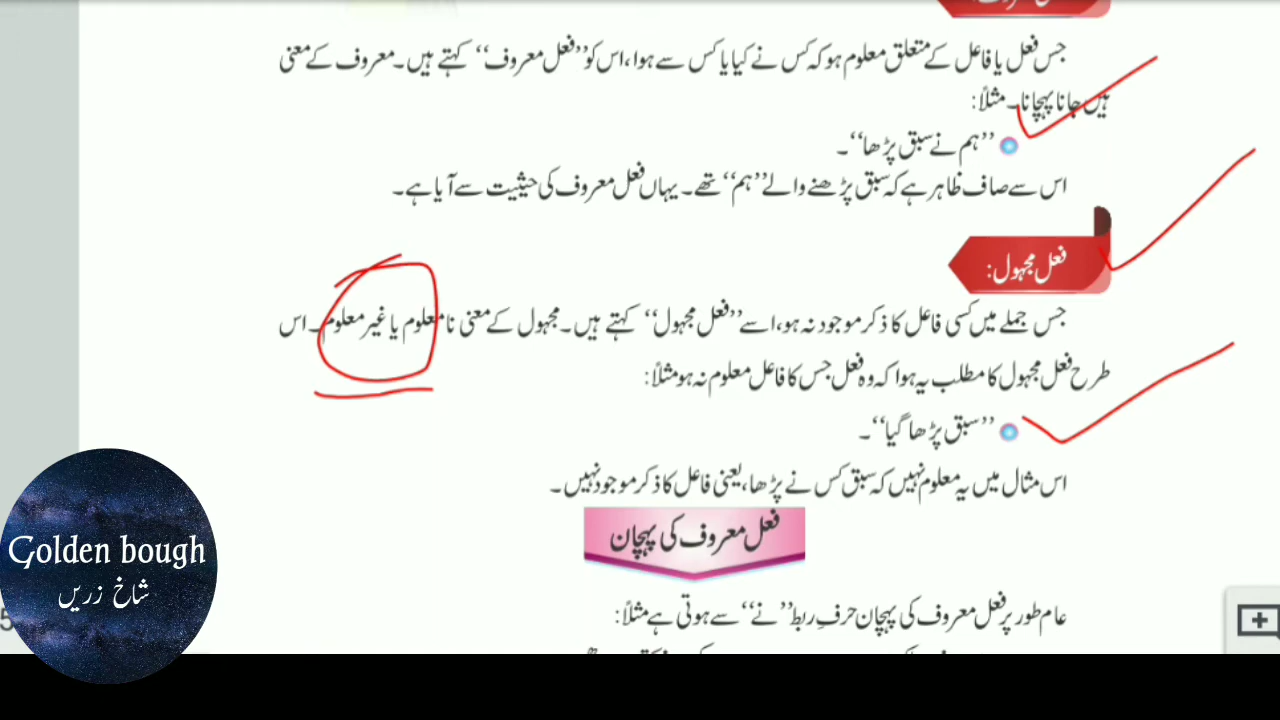 جس فعل یا فاعل کے متعلق معلوم ہو کہ کس نے کیا یا کس سے ہوا، اس کو ’’فعل معروف‘‘ کہتے ہیں۔ معروف کے معنی
ہیں جانا پہچانا۔ مثلاً:
’’ہم نے سبق پڑھا‘‘۔
اس سے صاف ظاہر ہے کہ سبق پڑھنے والے ’’ہم‘‘ تھے۔ یہاں فعل معروف کی حیثیت سے آیا ہے۔
فعل مجہول:
جس جملے میں کسی فاعل کا ذکر موجود نہ ہو، اسے ’’فعل مجہول‘‘ کہتے ہیں۔ مجہول کے معنی نامعلوم یا غیر معلوم۔ اس
طرح فعل مجہول کا مطلب یہ ہوا کہ وہ فعل جس کا فاعل معلوم نہ ہو مثلاً:
’’سبق پڑھا گیا‘‘۔
اس مثال میں یہ معلوم نہیں کہ سبق کس نے پڑھا، یعنی فاعل کا ذکر موجود نہیں۔
فعل معروف کی پہچان
عام طور پر فعل معروف کی پہچان حرفِ ربط ’’نے‘‘ سے ہوتی ہے مثلاً:
Golden bough
شاخ زریں
5